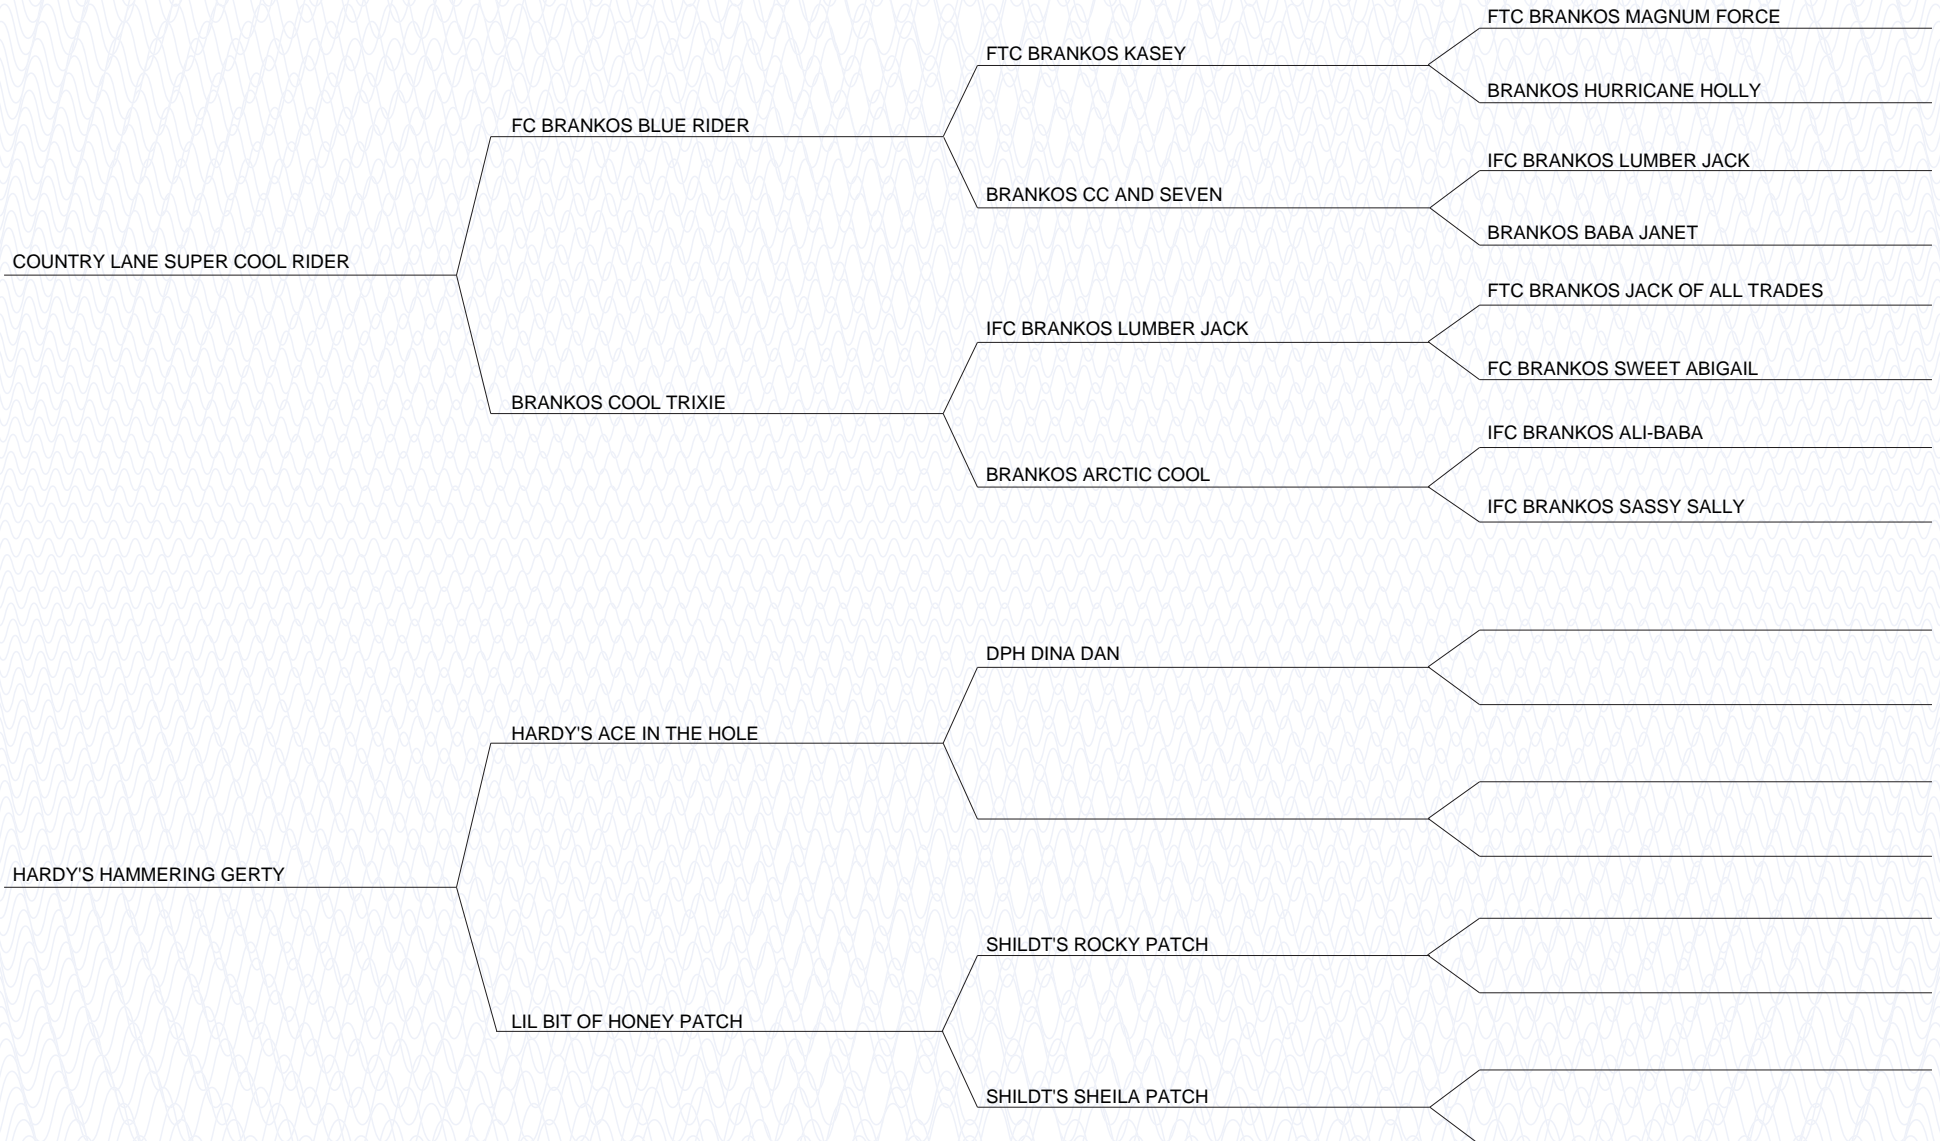 FTC BRANKOS MAGNUM FORCE
FTC BRANKOS KASEY
BRANKOS HURRICANE HOLLY
FC BRANKOS BLUE RIDER
IFC BRANKOS LUMBER JACK
BRANKOS CC AND SEVEN
BRANKOS BABA JANET
COUNTRY LANE SUPER COOL RIDER
FTC BRANKOS JACK OF ALL TRADES
IFC BRANKOS LUMBER JACK
FC BRANKOS SWEET ABIGAIL
BRANKOS COOL TRIXIE
IFC BRANKOS ALI-BABA
BRANKOS ARCTIC COOL
IFC BRANKOS SASSY SALLY
DPH DINA DAN
HARDY'S ACE IN THE HOLE
HARDY'S HAMMERING GERTY
SHILDT'S ROCKY PATCH
LIL BIT OF HONEY PATCH
SHILDT'S SHEILA PATCH